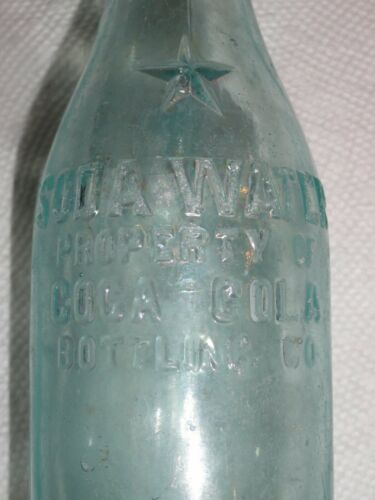 SODA WATER
PROPERTY OF
COCA-COLA
BOTTLING CO